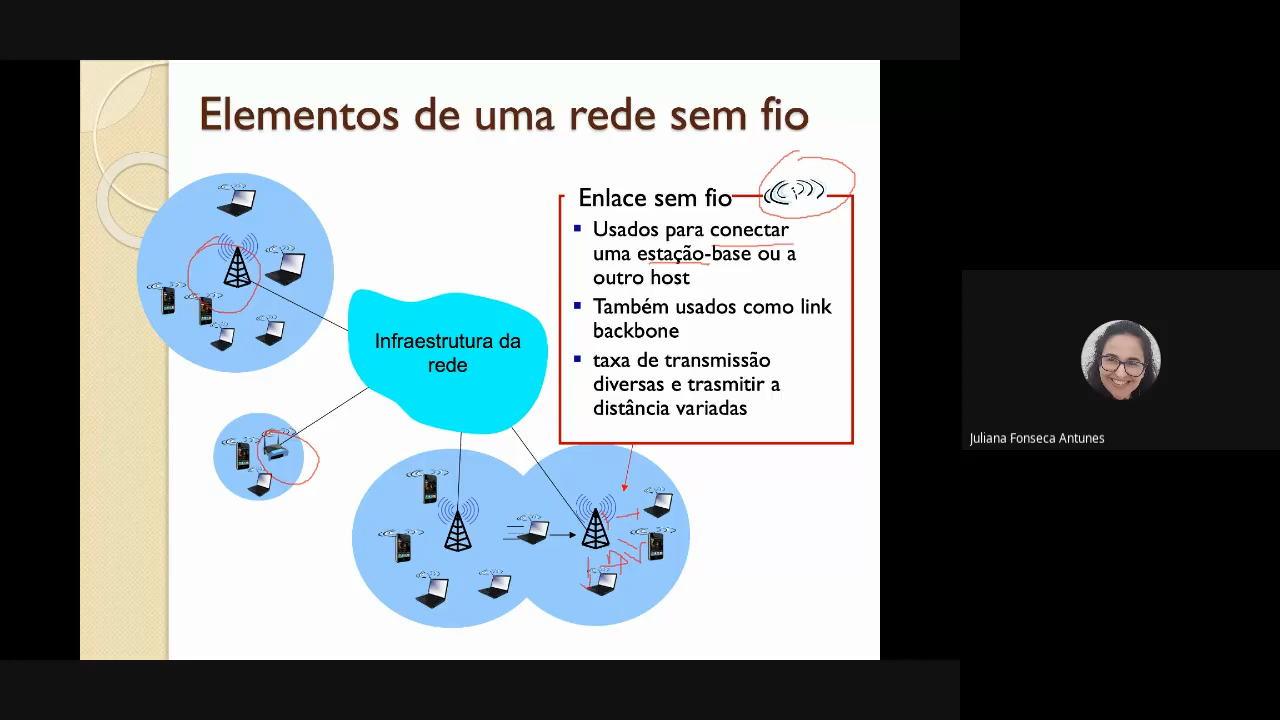 Elementos de uma rede sem fio
Enlace sem fio
Usados para conectar
uma estação-base ou a
outro host
Também usados como link
backbone
taxa de transmissão
diversas e trasmitir a
distância variadas
Infraestrutura da
rede
Juliana Fonseca Antunes